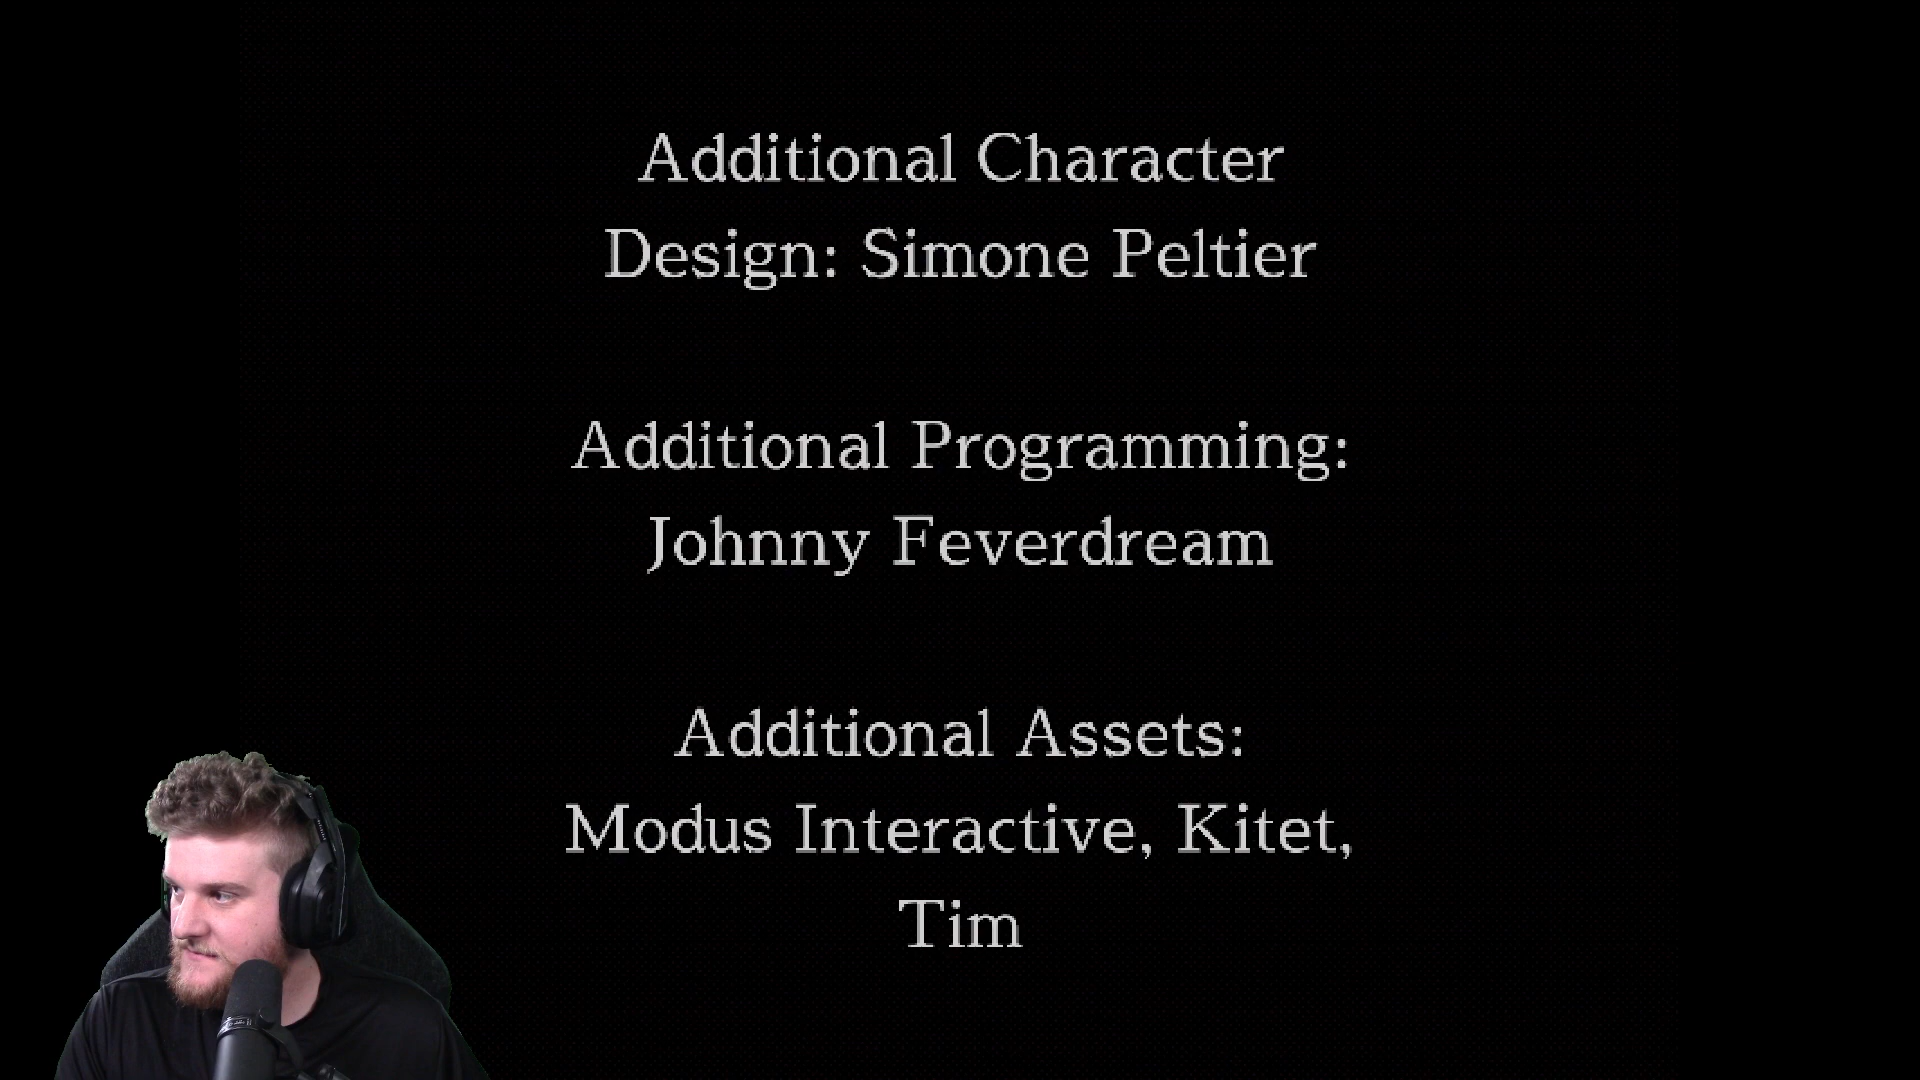 Additional Character
Design: Simone Peltier
Additional Programming:
Johnny Feverdream
Additional Assets:
Modus Interactive, Kitet,
Tim